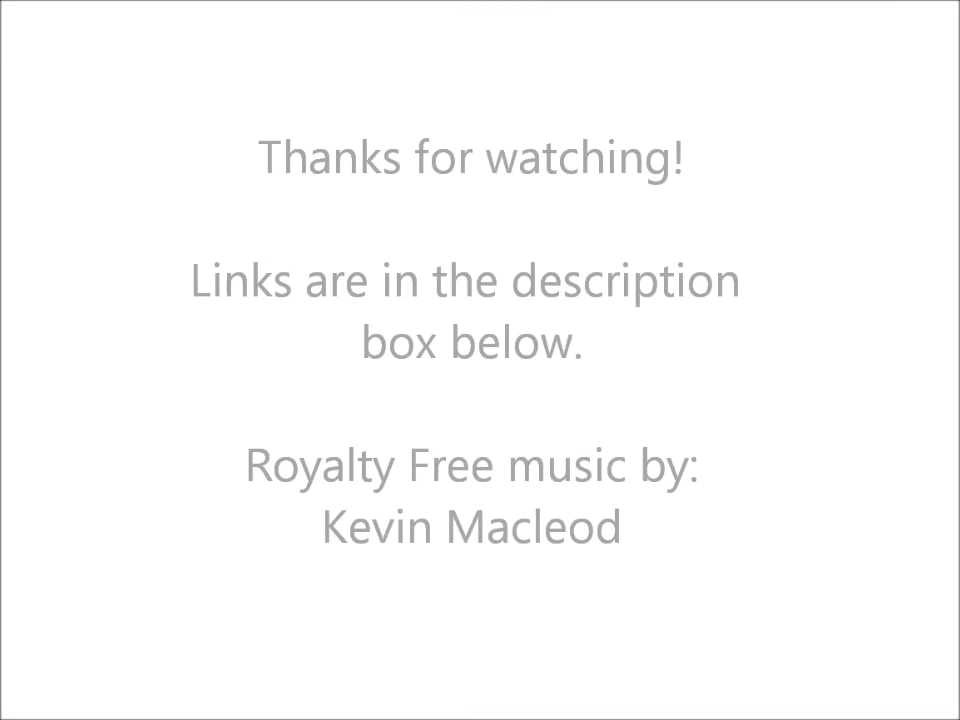 Thanks for watching!
Links are in the description
box below.
Royalty Free music by:
Kevin Macleod